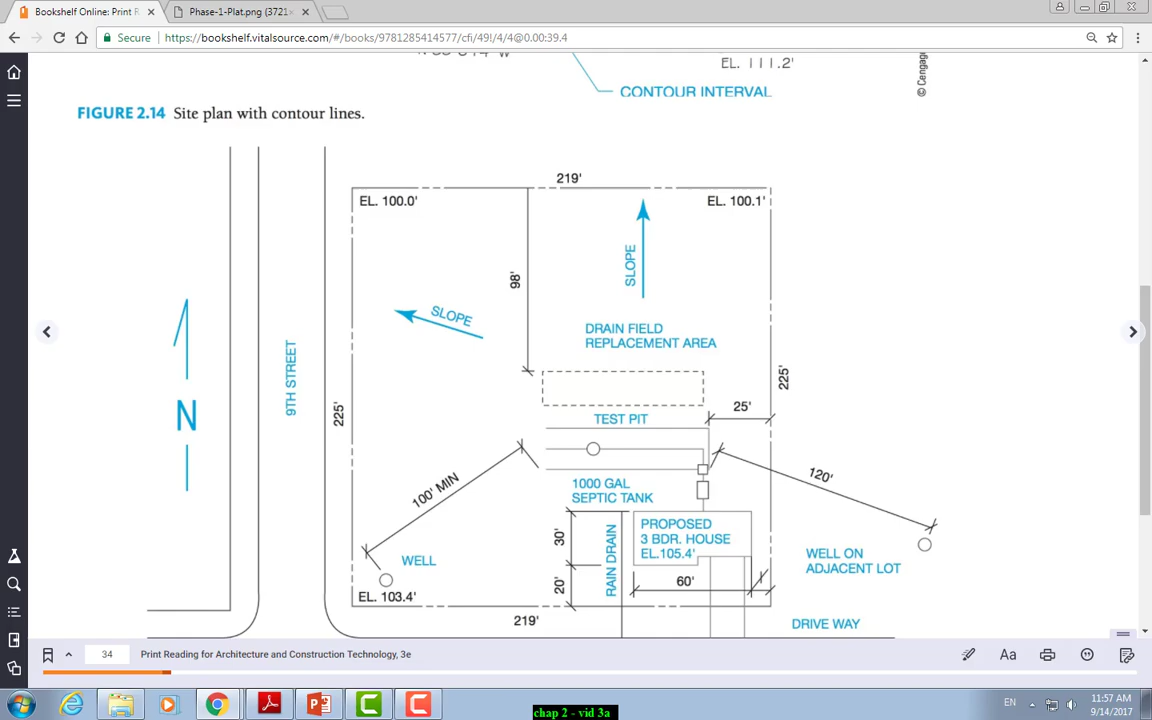 Bookshelf Online: Print R
Phase-1-Plat.png (3721×
Secure
https://bookshelf.vitalsource.com/#/books/9781285414577/cfi/49!/4/4@0.00:39.4
EL. 111.2'
CONTOUR INTERVAL
© Cengage
FIGURE 2.14 Site plan with contour lines.
219'
EL. 100.0'
EL. 100.1'
SLOPE
98'
SLOPE
DRAIN FIELD
REPLACEMENT AREA
9TH STREET
225'
225'
N
25'
TEST PIT
100' MIN
120'
1000 GAL
SEPTIC TANK
PROPOSED
3 BDR. HOUSE
EL.105.4'
30'
RAIN DRAIN
WELL
WELL ON
ADJACENT LOT
20'
60'
EL. 103.4'
219'
DRIVE WAY
34
Print Reading for Architecture and Construction Technology, 3e
Aa
EN
11:57 AM
9/14/2017
chap 2 - vid 3a